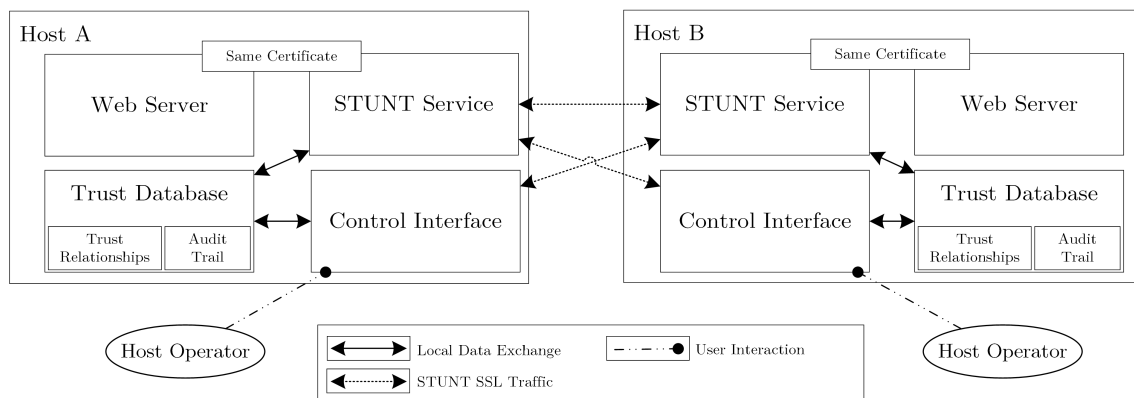 Host A
Same Certificate
Web Server
STUNT Service
Trust Database
Trust
Relationships
Audit
Trail
Control Interface
Host Operator
Host B
Same Certificate
STUNT Service
Web Server
Control Interface
Trust Database
Trust
Relationships
Audit
Trail
Host Operator
Local Data Exchange
User Interaction
STUNT SSL Traffic